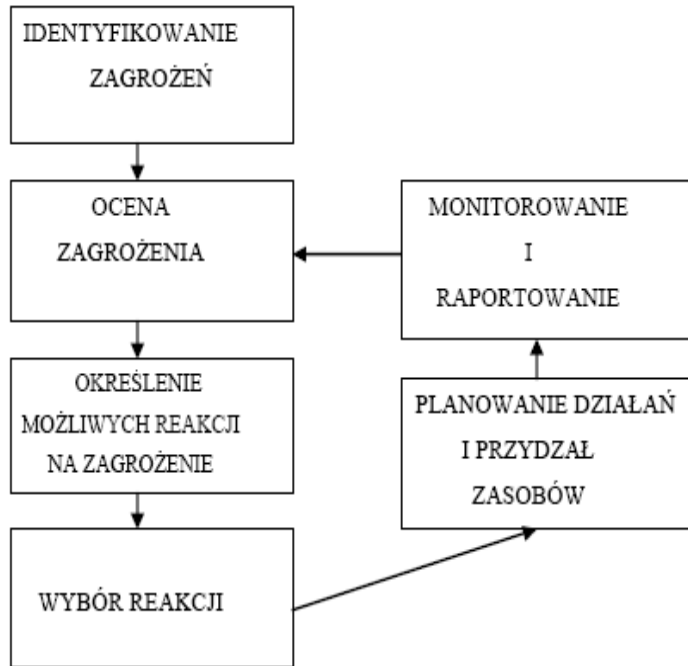 IDENTYFIKOWANIE
ZAGROŻEŃ
OCENA
ZAGROŻENIA
OKREŚLENIE
MOŻLIWYCH REAKCJI
NA ZAGROŻENIE
WYBÓR REAKCJI
PLANOWANIE DZIAŁAŃ
I PRZYDZAŁ
ZASOBÓW
MONITOROWANIE
I
RAPORTOWANIE